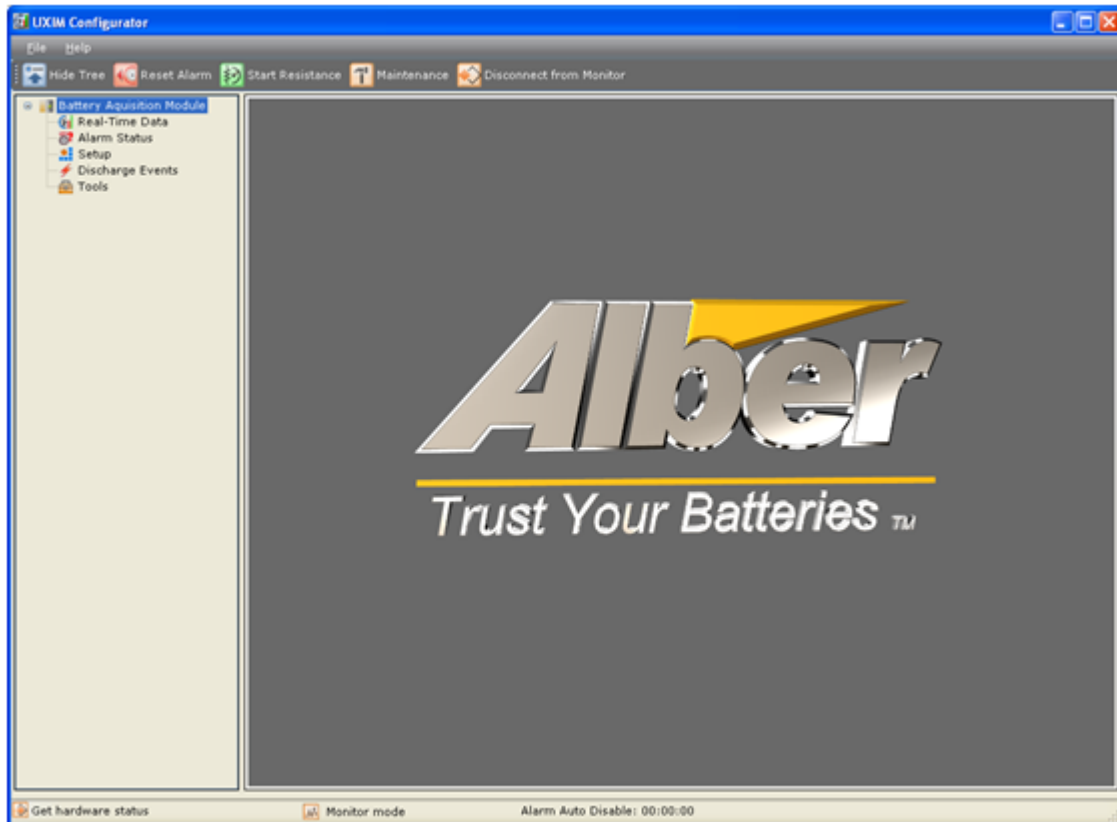 UXIM Configurator
File Help
Hide Tree Reset Alarm Start Resistance Maintenance Disconnect from Monitor
Battery Aquisition Module
Real-Time Data
Alarm Status
Setup
Discharge Events
Tools
Alber
Trust Your Batteries TM
Get hardware status Monitor mode Alarm Auto Disable: 00:00:00